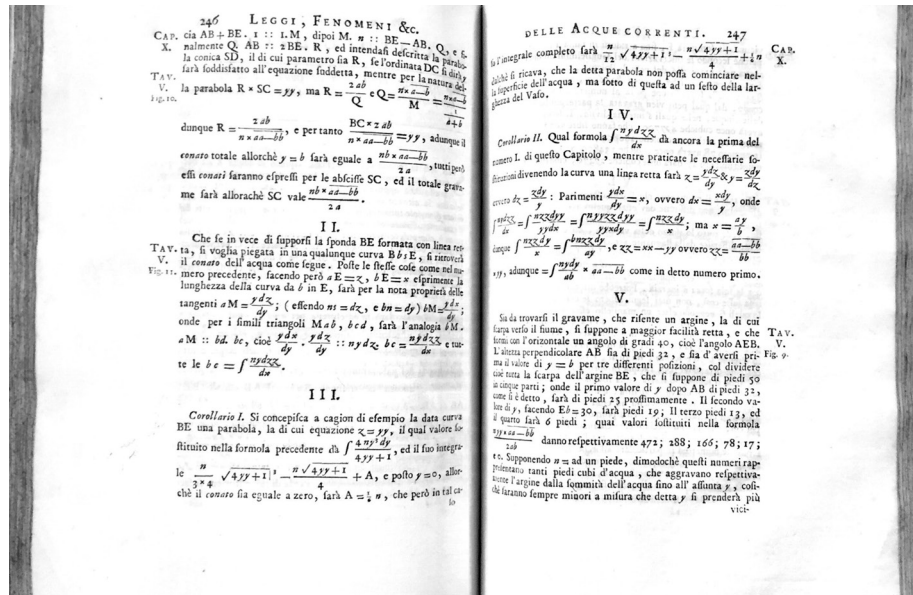 246 LEGGI, FENOMENI &c.
CAP. X. cia AB + BE. 1 :: 1.M, dipoi M. n :: BE — AB. Q, e fi-
nalmente Q. AB :: 2BE. R, ed intendasi descritta la parabo-
la conica SD, il di cui parametro sia R, se l'ordinata DC si dirà y
sarà soddisfatto all'equazione suddetta, mentre per la natura del-
TAV. V. Fig. 10. la parabola R × SC = yy, ma R = 2ab/Q e Q = n×a—b/M =
dunque R = 2ab/n×aa—bb, e per tanto BC×2ab/n×aa—bb = yy, adunque il
conato totale allorchè y = b sarà eguale a nb×aa—bb/2a, tutti però
essi conati saranno espressi per le abscisse SC, ed il totale grava-
me sarà allorachè SC vale nb×aa—bb/2a.
II.
Che se in vece di supporsi la sponda BE formata con linea ret-
TAV. V. Fig. 11. ta, si voglia piegata in una qualunque curva BbsE, si ritroverà
il conato dell'acqua come segue. Poste le stesse cose come nel nu-
mero precedente, facendo però aE = z, bE = x esprimente la
lunghezza della curva da b in E, sarà per la nota proprietà delle
tangenti aM = ydz/dy; (essendo ns = dz, e bn = dy) bM = ydx/dy;
onde per i simili triangoli Mab, bcd, sarà l'analogia bM.
aM :: bd. bc, cioè ydx/dy . ydz/dy :: nydz. bc = nydzz/dx e tut-
te le bc = ∫nydzz/dx.
III.
Corollario I. Si concepisca a cagion di esempio la data curva
BE una parabola, la di cui equazione z = yy, il qual valore so-
stituito nella formola precedente dà ∫4ny³dy/4yy+1, ed il suo integra-
le n/3×4 √4yy+1³ — n√4yy+1/4 + A, e posto y = 0, allor-
chè il conato sia eguale a zero, sarà A = ⅙ n, che però in tal ca-
so
DELLE ACQUE CORRENTI. 247
CAP. X. so l'integrale completo sarà n/12 √4yy+1³ — n√4yy+1/4 + ⅙ n
Dalchè si ricava, che la detta parabola non può cominciare nel-
la superficie dell'acqua, ma sotto di questa ad un sesto della lar-
ghezza del Vaso.
IV.
Corollario II. Qual formola ∫nydzz/dx dà ancora la prima del
numero I. di questo Capitolo, mentre praticate le necessarie so-
stituzioni divenendo la curva una linea retta sarà z = ydz/dy & y = zdy/dz
ovvero dz = zdy/y : Parimenti ydx/dy = x, ovvero dx = xdy/y, onde
∫nydzz/dx = ∫nzzdyy/yydx = ∫nyyzzdyy/yyxdy = ∫nzzdy/x; ma x = ay/b,
dunque ∫nzzdy/x = ∫bnzzdy/ay, e zz = xx — yy ovvero zz = aa—bb/bb
×yy, adunque = ∫nydy/ab × aa—bb come in detto numero primo.
V.
Sia da trovarsi il gravame, che risente un argine, la di cui
scarpa verso il fiume, si suppone a maggior facilità retta, e che
TAV. V. Fig. 9. formi con l'orizontale un angolo di gradi 40, cioè l'angolo AEB.
L'altezza perpendicolare AB sia di piedi 32, e sia d'aversi pri-
ma il valore di y = b per tre differenti posizioni, col dividere
cioè tutta la scarpa dell'argine BE, che si suppone di piedi 50
in cinque parti; onde il primo valore di y dopo AB di piedi 32,
come si è detto, sarà di piedi 25 prossimamente. Il secondo va-
lore di y, facendo Eb = 30, sarà piedi 19; Il terzo piedi 13, ed
il quarto sarà 6 piedi; quai valori sostituiti nella formola
nyy×aa—bb/2ab danno respettivamente 472; 288; 166; 78; 17;
e 0. Supponendo n = ad un piede, dimodochè questi numeri rap-
presentano tanti piedi cubi d'acqua, che aggravano respettiva-
mente l'argine dalla sommità dell'acqua sino all'assunta y, cosi-
chè saranno sempre minori a misura che detta y si prenderà più
vici-